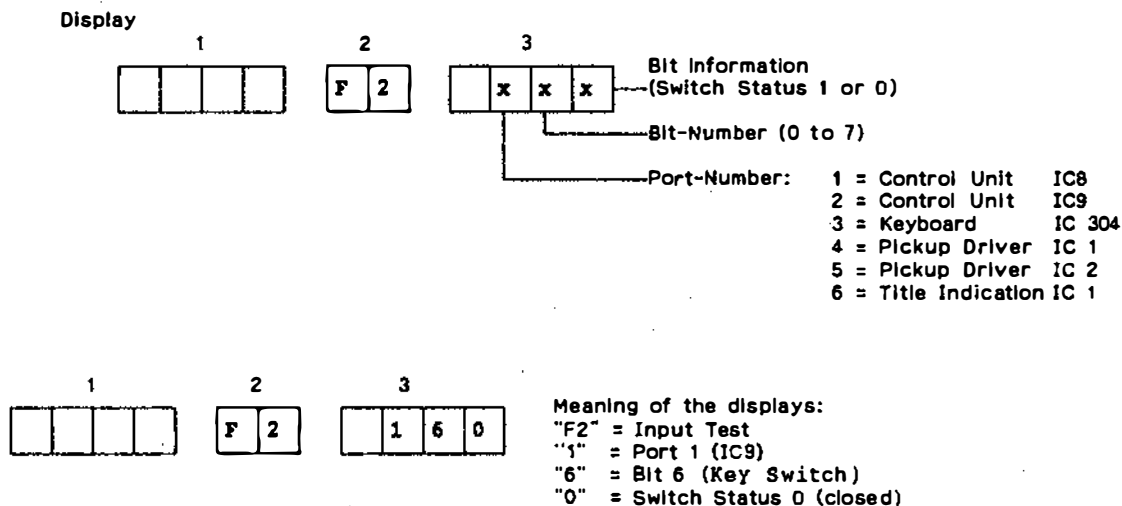 Display
1 2 3
F 2 x x x
Bit Information
(Switch Status 1 or 0)
Bit-Number (0 to 7)
Port-Number: 1 = Control Unit IC8
2 = Control Unit IC9
3 = Keyboard IC 304
4 = Pickup Driver IC 1
5 = Pickup Driver IC 2
6 = Title Indication IC 1
1 2 3
F 2 1 6 0
Meaning of the displays:
"F2" = Input Test
"1" = Port 1 (IC9)
"6" = Bit 6 (Key Switch)
"0" = Switch Status 0 (closed)